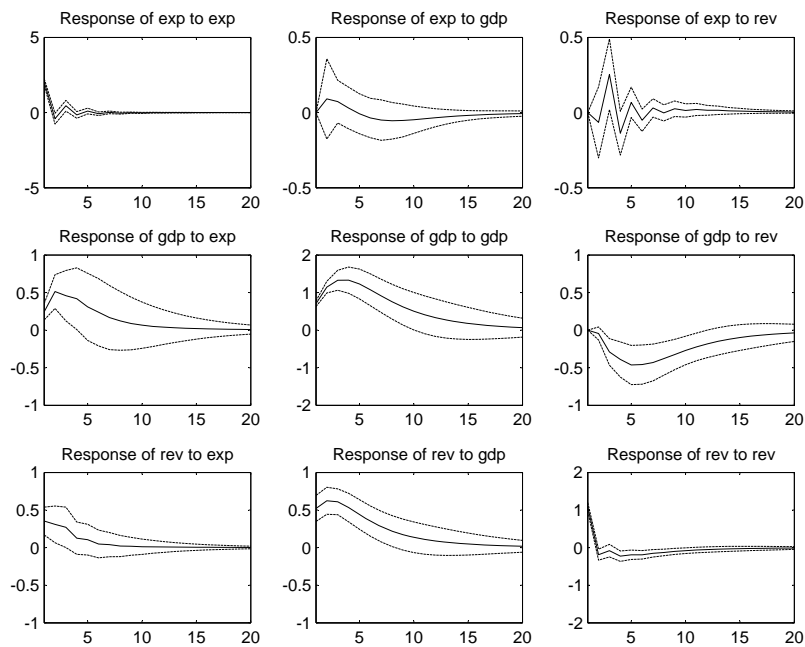 Response of exp to exp
5
0
-5
5 10 15 20
Response of exp to gdp
0.5
0
-0.5
5 10 15 20
Response of exp to rev
0.5
0
-0.5
5 10 15 20
Response of gdp to exp
1
0.5
0
-0.5
-1
5 10 15 20
Response of gdp to gdp
2
1
0
-1
-2
5 10 15 20
Response of gdp to rev
1
0.5
0
-0.5
-1
5 10 15 20
Response of rev to exp
1
0.5
0
-0.5
-1
5 10 15 20
Response of rev to gdp
1
0.5
0
-0.5
-1
5 10 15 20
Response of rev to rev
2
1
0
-1
-2
5 10 15 20